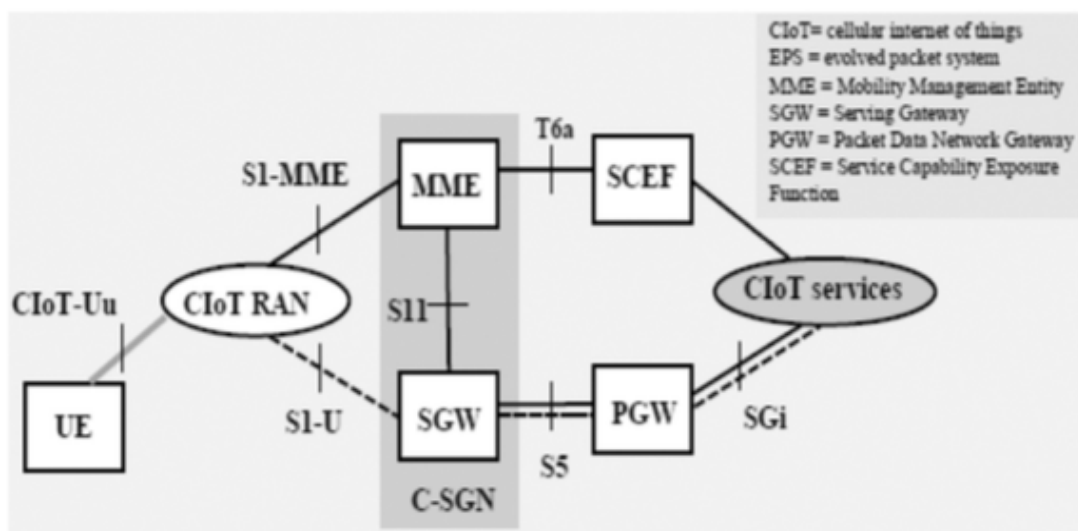 CIoT= cellular internet of things
EPS = evolved packet system
MME = Mobility Management Entity
SGW = Serving Gateway
PGW = Packet Data Network Gateway
SCEF = Service Capability Exposure
Function
T6a
S1-MME
MME
SCEF
CIoT-Uu
CIoT RAN
S11
CIoT services
UE
S1-U
SGW
PGW
SGi
S5
C-SGN